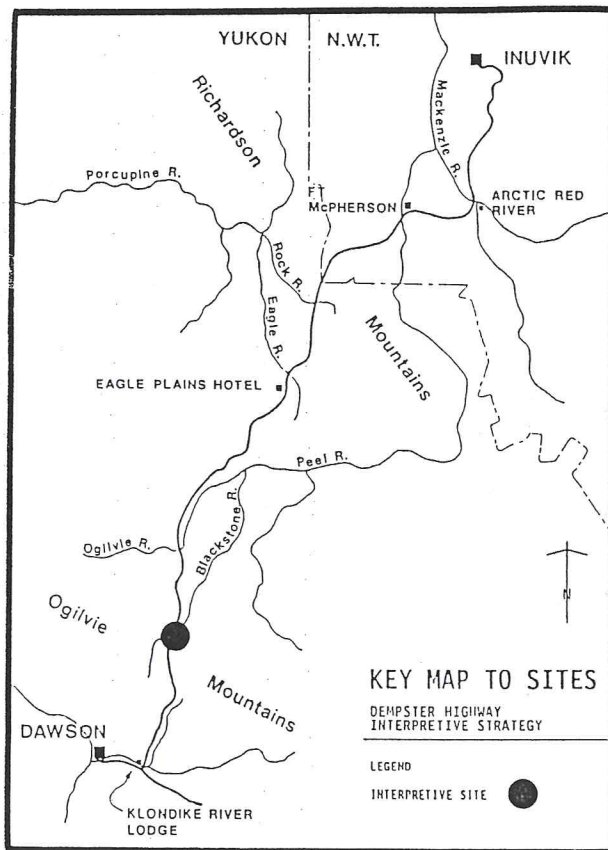 YUKON
N.W.T.
INUVIK
Richardson
Mackenzie R.
Porcupine R.
FT
McPHERSON
ARCTIC RED
RIVER
Rock R.
Eagle R.
Mountains
EAGLE PLAINS HOTEL
Peel R.
Blackstone R.
Ogilvie R.
Ogilvie
N
Mountains
KEY MAP TO SITES
DEMPSTER HIGHWAY
INTERPRETIVE STRATEGY
DAWSON
LEGEND
INTERPRETIVE SITE
KLONDIKE RIVER
LODGE